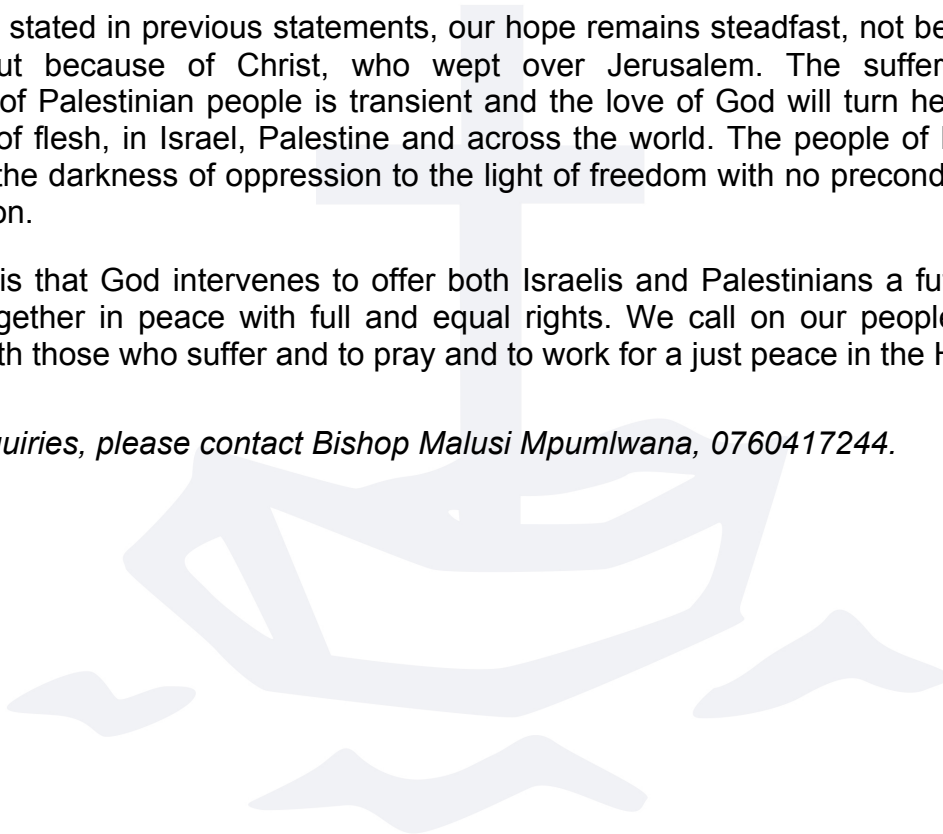 stated in previous statements, our hope remains steadfast, not be
ut because of Christ, who wept over Jerusalem. The suffer
of Palestinian people is transient and the love of God will turn he
of flesh, in Israel, Palestine and across the world. The people of
the darkness of oppression to the light of freedom with no precond
on.
is that God intervenes to offer both Israelis and Palestinians a fu
gether in peace with full and equal rights. We call on our people
th those who suffer and to pray and to work for a just peace in the H
quiries, please contact Bishop Malusi Mpumlwana, 0760417244.